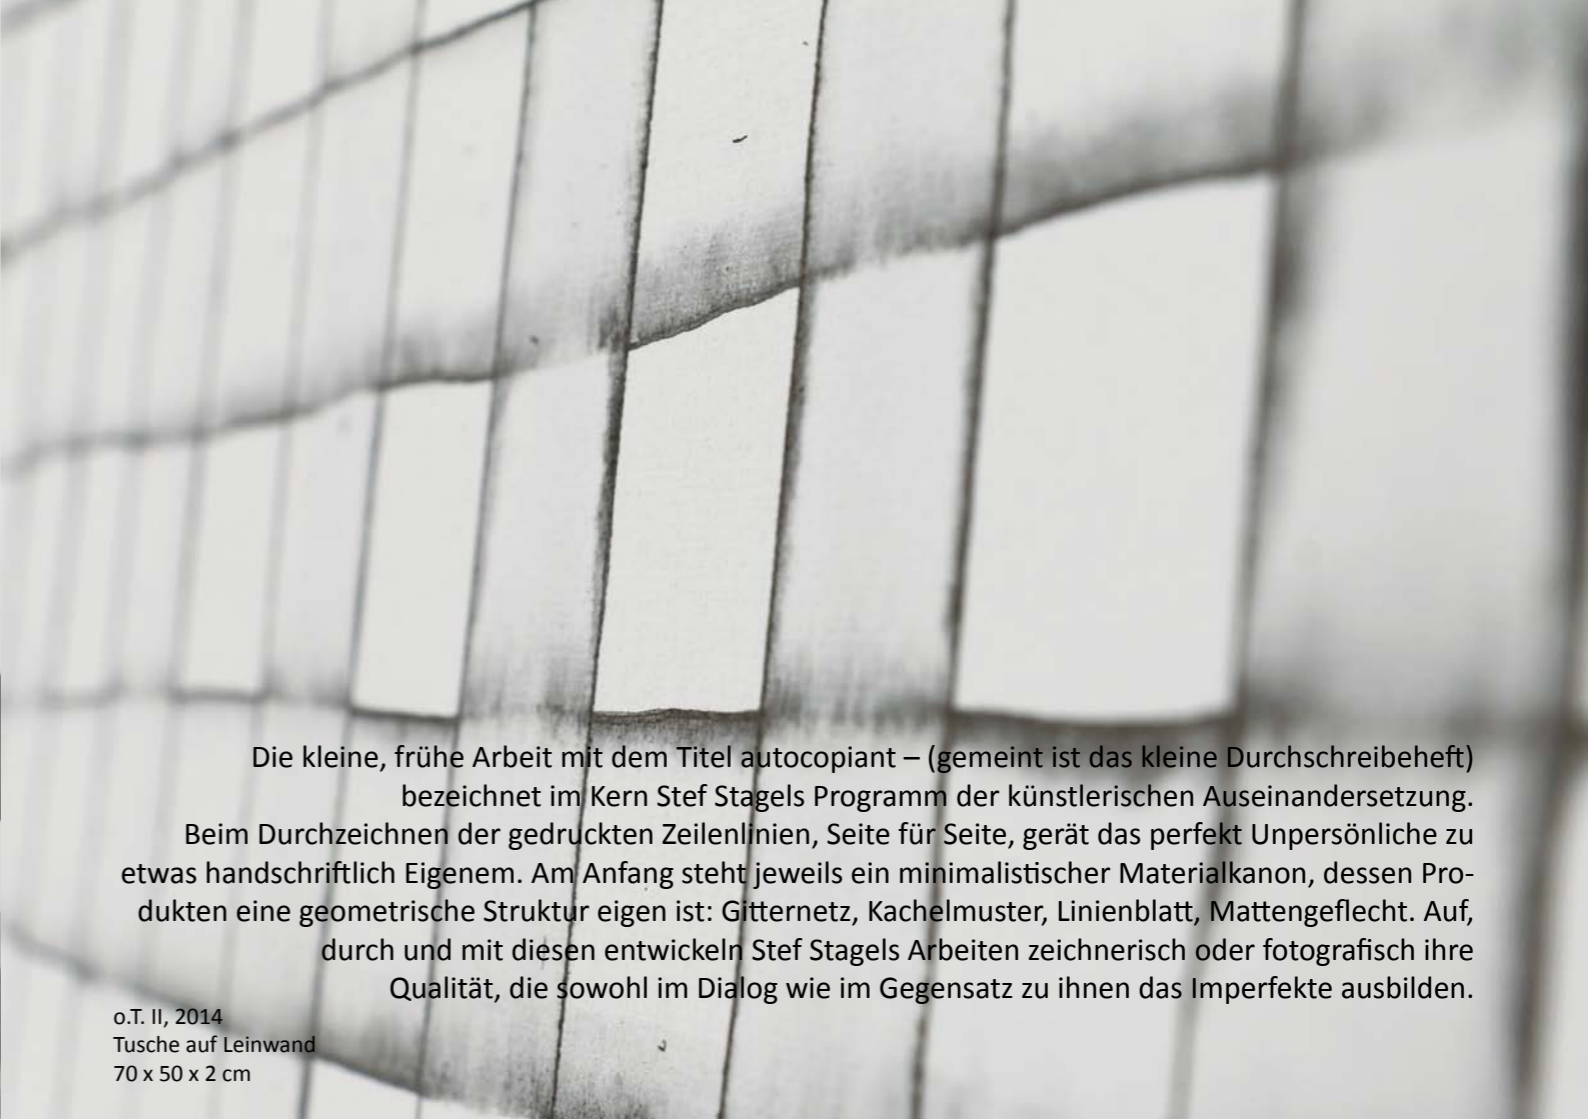 Die kleine, frühe Arbeit mit dem Titel autocopiant – (gemeint ist das kleine Durchschreibeheft)
bezeichnet im Kern Stef Stagels Programm der künstlerischen Auseinandersetzung.
Beim Durchzeichnen der gedruckten Zeilenlinien, Seite für Seite, gerät das perfekt Unpersönliche zu
etwas handschriftlich Eigenem. Am Anfang steht jeweils ein minimalistischer Materialkanon, dessen Pro-
dukten eine geometrische Struktur eigen ist: Gitternetz, Kachelmuster, Linienblatt, Mattengeflecht. Auf,
durch und mit diesen entwickeln Stef Stagels Arbeiten zeichnerisch oder fotografisch ihre
Qualität, die sowohl im Dialog wie im Gegensatz zu ihnen das Imperfekte ausbilden.
o.T. II, 2014
Tusche auf Leinwand
70 x 50 x 2 cm